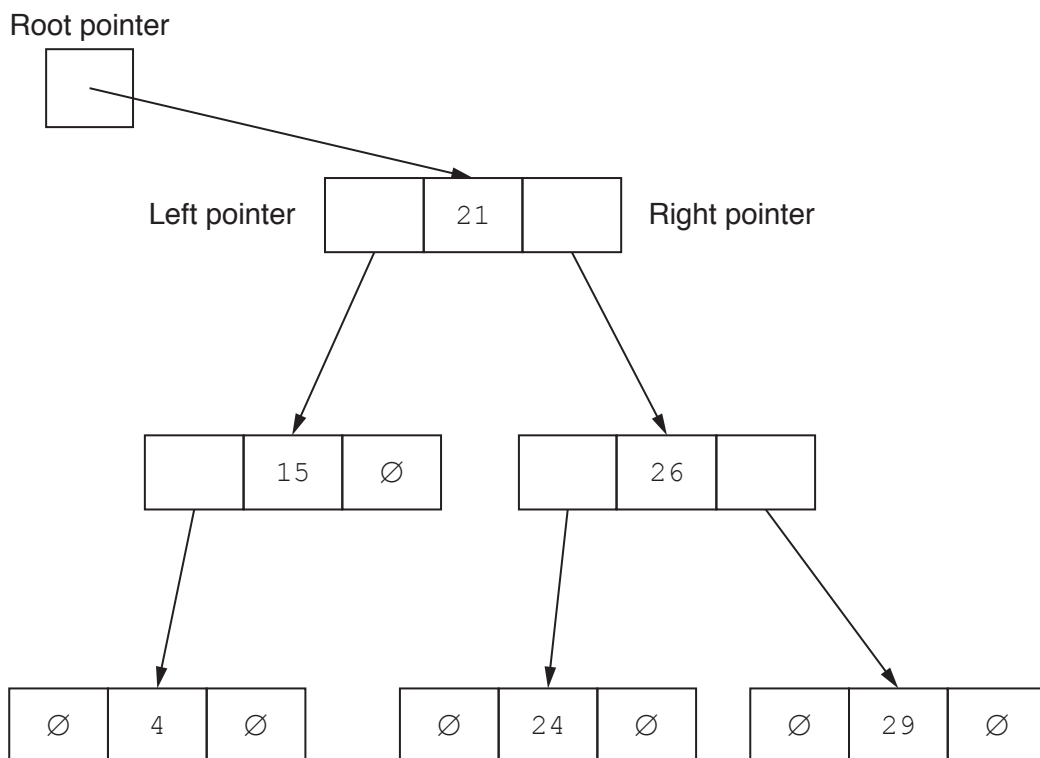 Root pointer
Left pointer 21 Right pointer
15 ∅ 26
∅ 4 ∅ ∅ 24 ∅ ∅ 29 ∅